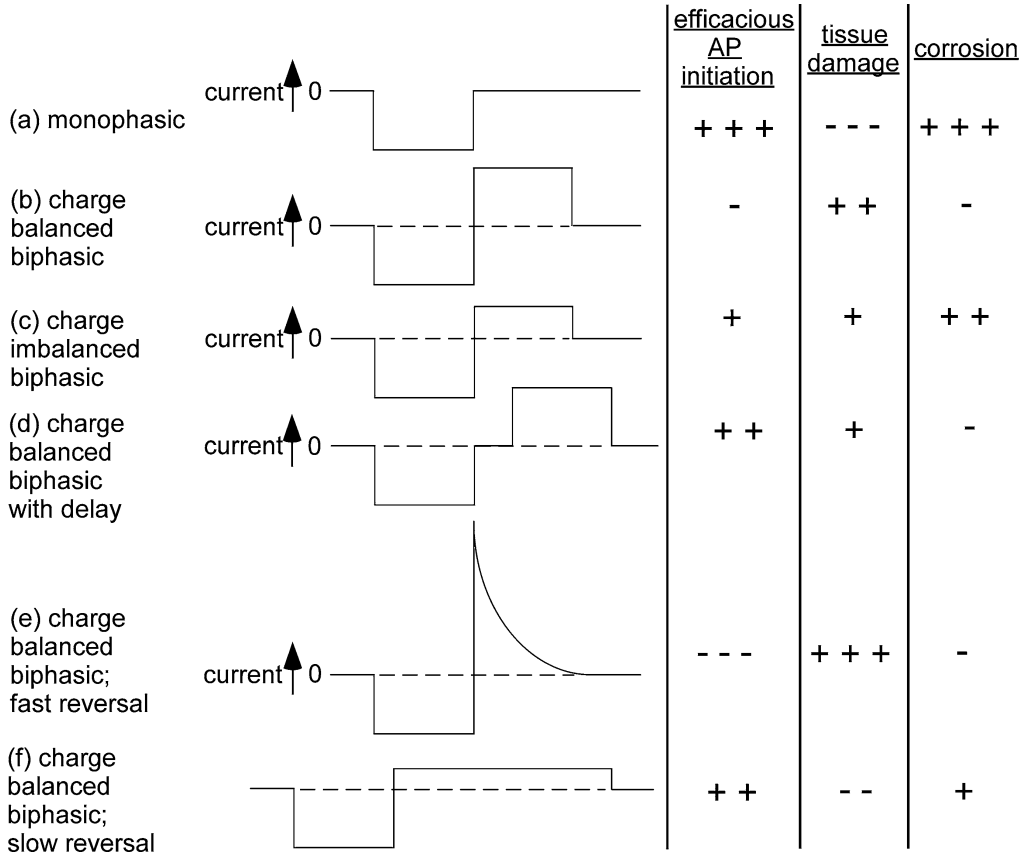 efficacious
AP
initiation
tissue
damage
corrosion
current 0
(a) monophasic
+ + + - - - + + +
(b) charge
balanced
biphasic
current 0
- + + -
(c) charge
imbalanced
biphasic
current 0
+ + + +
(d) charge
balanced
biphasic
with delay
current 0
+ + + -
(e) charge
balanced
biphasic;
fast reversal
current 0
- - - + + + -
(f) charge
balanced
biphasic;
slow reversal
+ + - - +